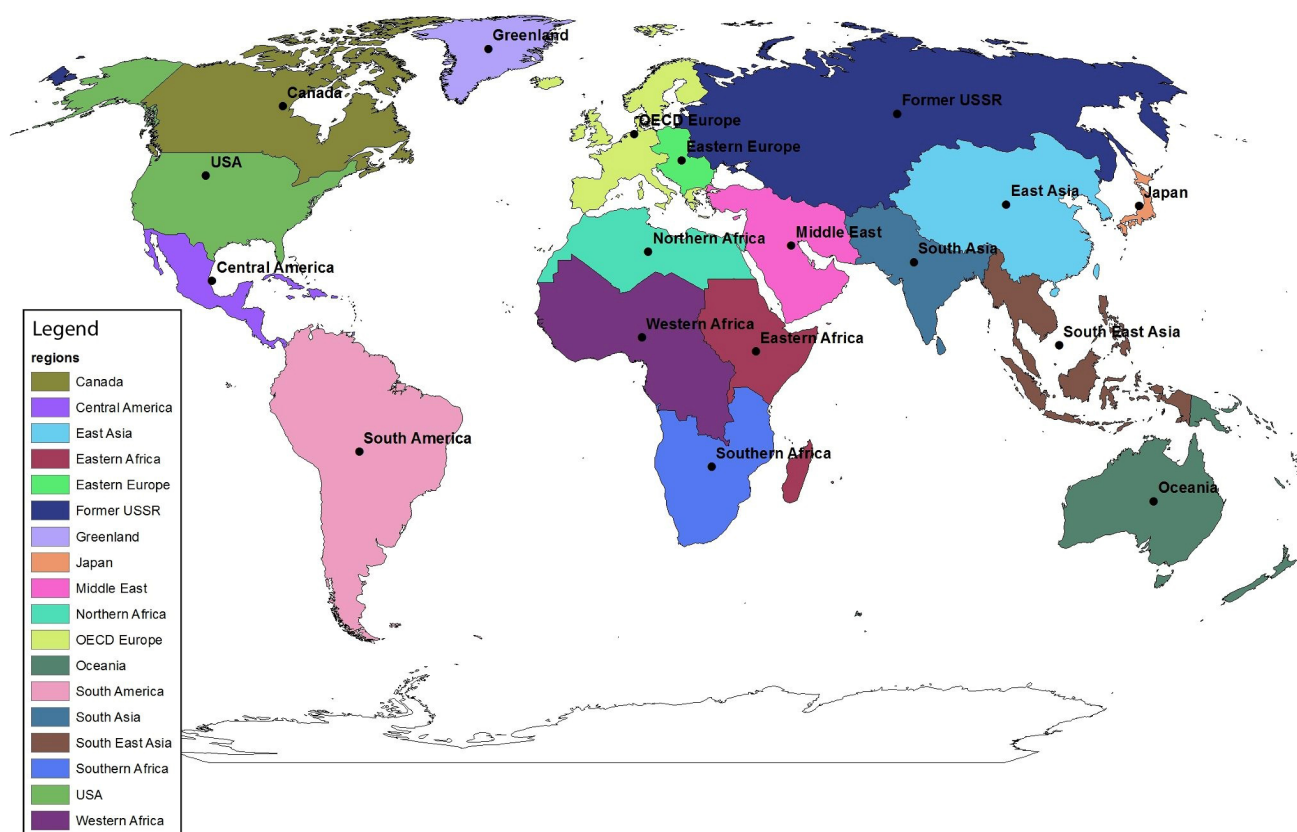 Greenland
Canada
Former USSR
OECD Europe
Eastern Europe
USA
East Asia
Japan
Northern Africa
Middle East
South Asia
Central America
Western Africa
Eastern Africa
South East Asia
South America
Southern Africa
Oceania
Legend
regions
Canada
Central America
East Asia
Eastern Africa
Eastern Europe
Former USSR
Greenland
Japan
Middle East
Northern Africa
OECD Europe
Oceania
South America
South Asia
South East Asia
Southern Africa
USA
Western Africa